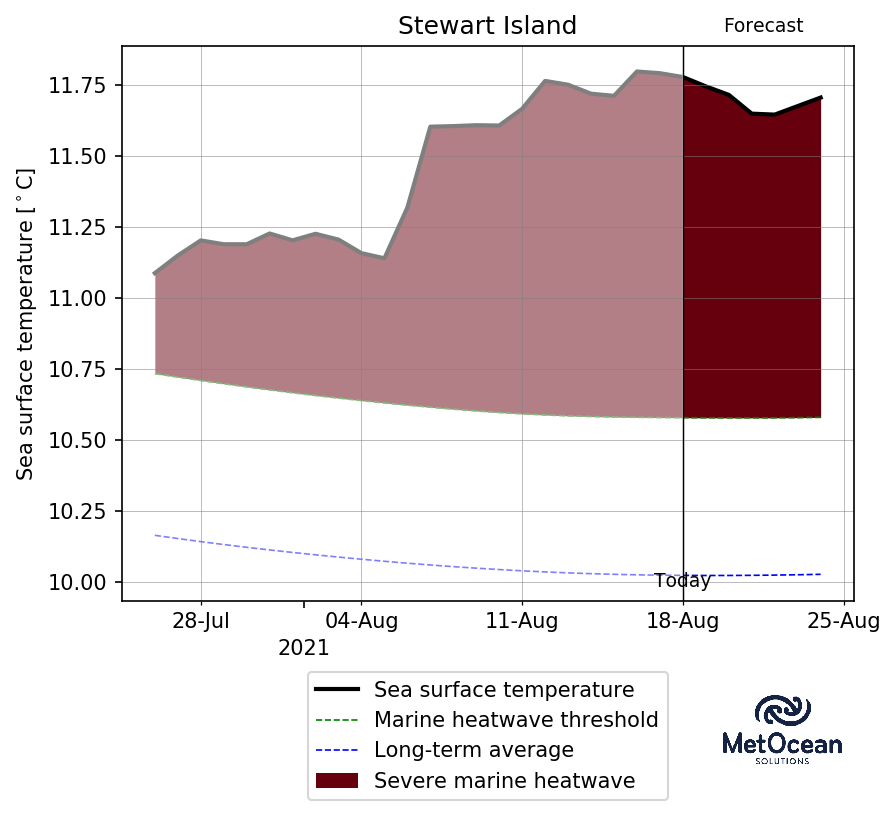 Stewart Island
Forecast
Sea surface temperature [°C]
11.75
11.50
11.25
11.00
10.75
10.50
10.25
10.00
Today
28-Jul
04-Aug
11-Aug
18-Aug
25-Aug
2021
Sea surface temperature
Marine heatwave threshold
Long-term average
Severe marine heatwave
MetOcean
SOLUTIONS